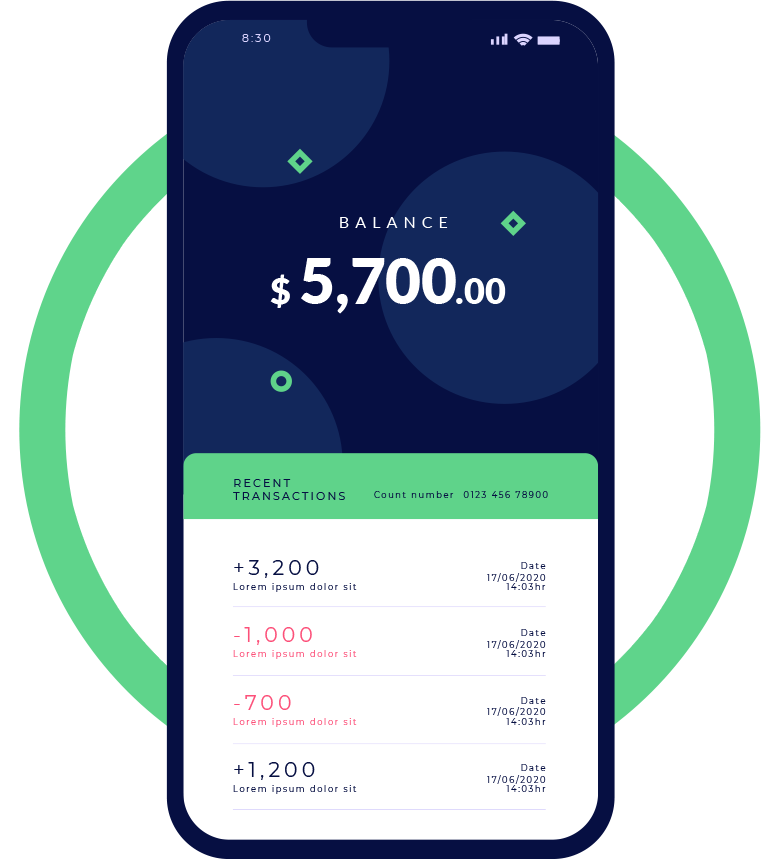 8:30
BALANCE
$ 5,700.00
RECENT
TRANSACTIONS
Count number 0123 456 78900
+3,200
Lorem ipsum dolor sit
Date
17/06/2020
14:03hr
-1,000
Lorem ipsum dolor sit
Date
17/06/2020
14:03hr
-700
Lorem ipsum dolor sit
Date
17/06/2020
14:03hr
+1,200
Lorem ipsum dolor sit
Date
17/06/2020
14:03hr